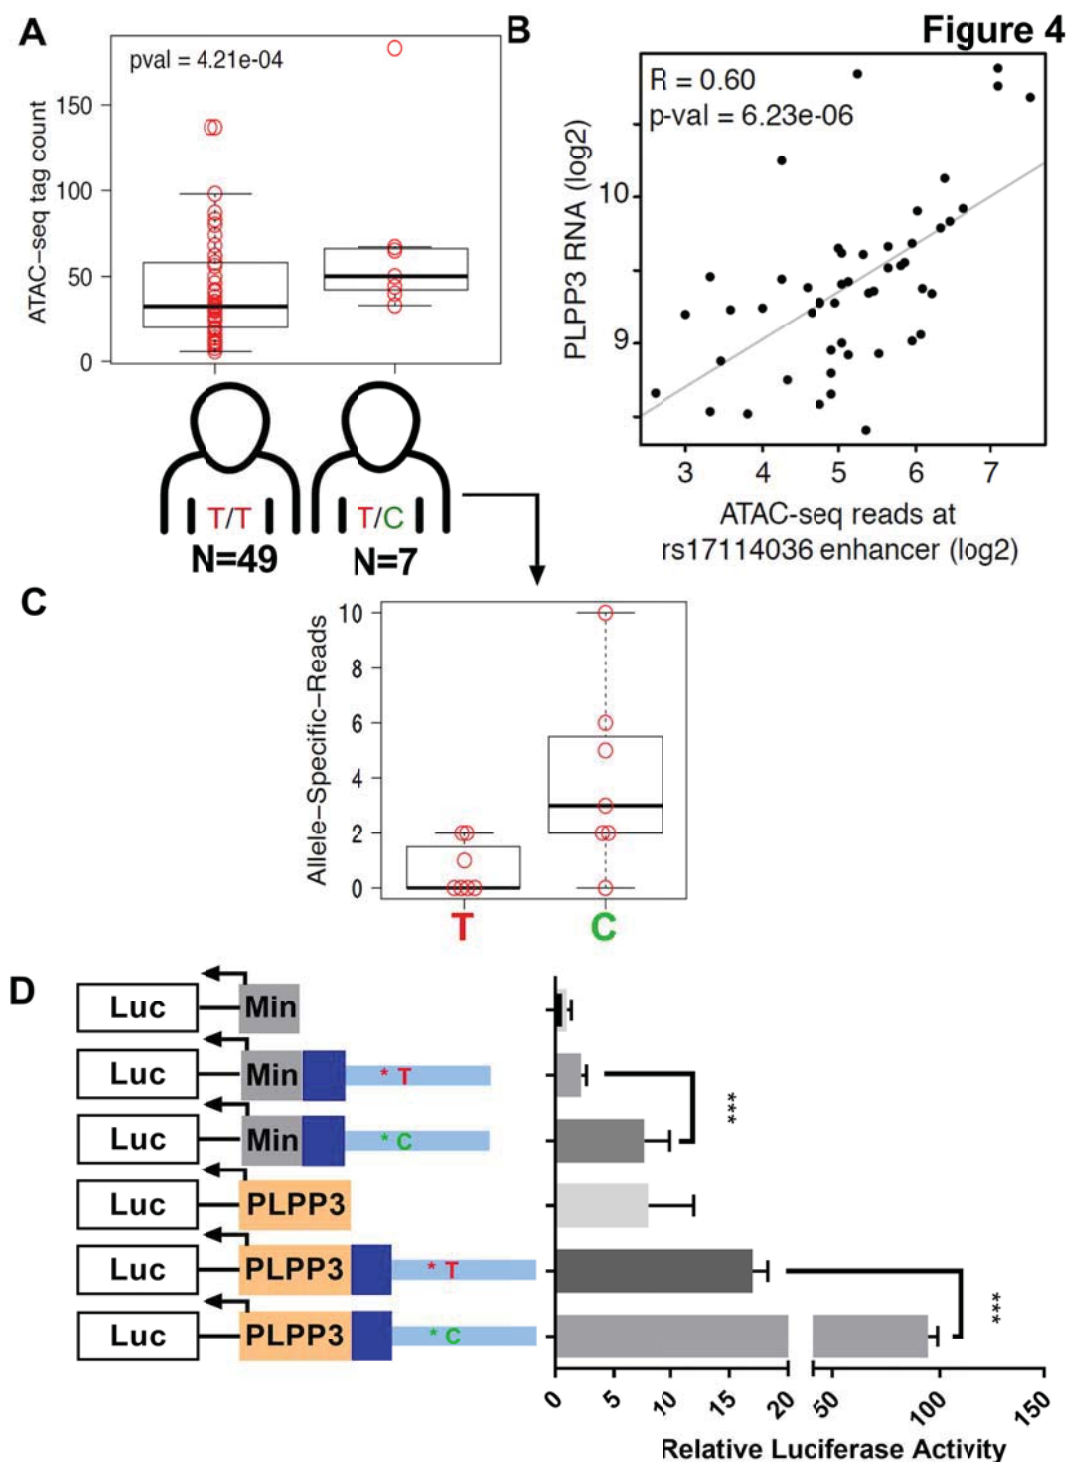 Figure 4
A
pval = 4.21e-04
ATAC-seq tag count
150
100
50
0
T/T
N=49
T/C
N=7
B
R = 0.60
p-val = 6.23e-06
PLPP3 RNA (log2)
10
9
3 4 5 6 7
ATAC-seq reads at
rs17114036 enhancer (log2)
C
Allele-Specific-Reads
10
8
6
4
2
0
T C
D
Luc Min
Luc Min * T
Luc Min * C
Luc PLPP3
Luc PLPP3 * T
Luc PLPP3 * C
***
***
0 5 10 15 20 50 100 150
Relative Luciferase Activity